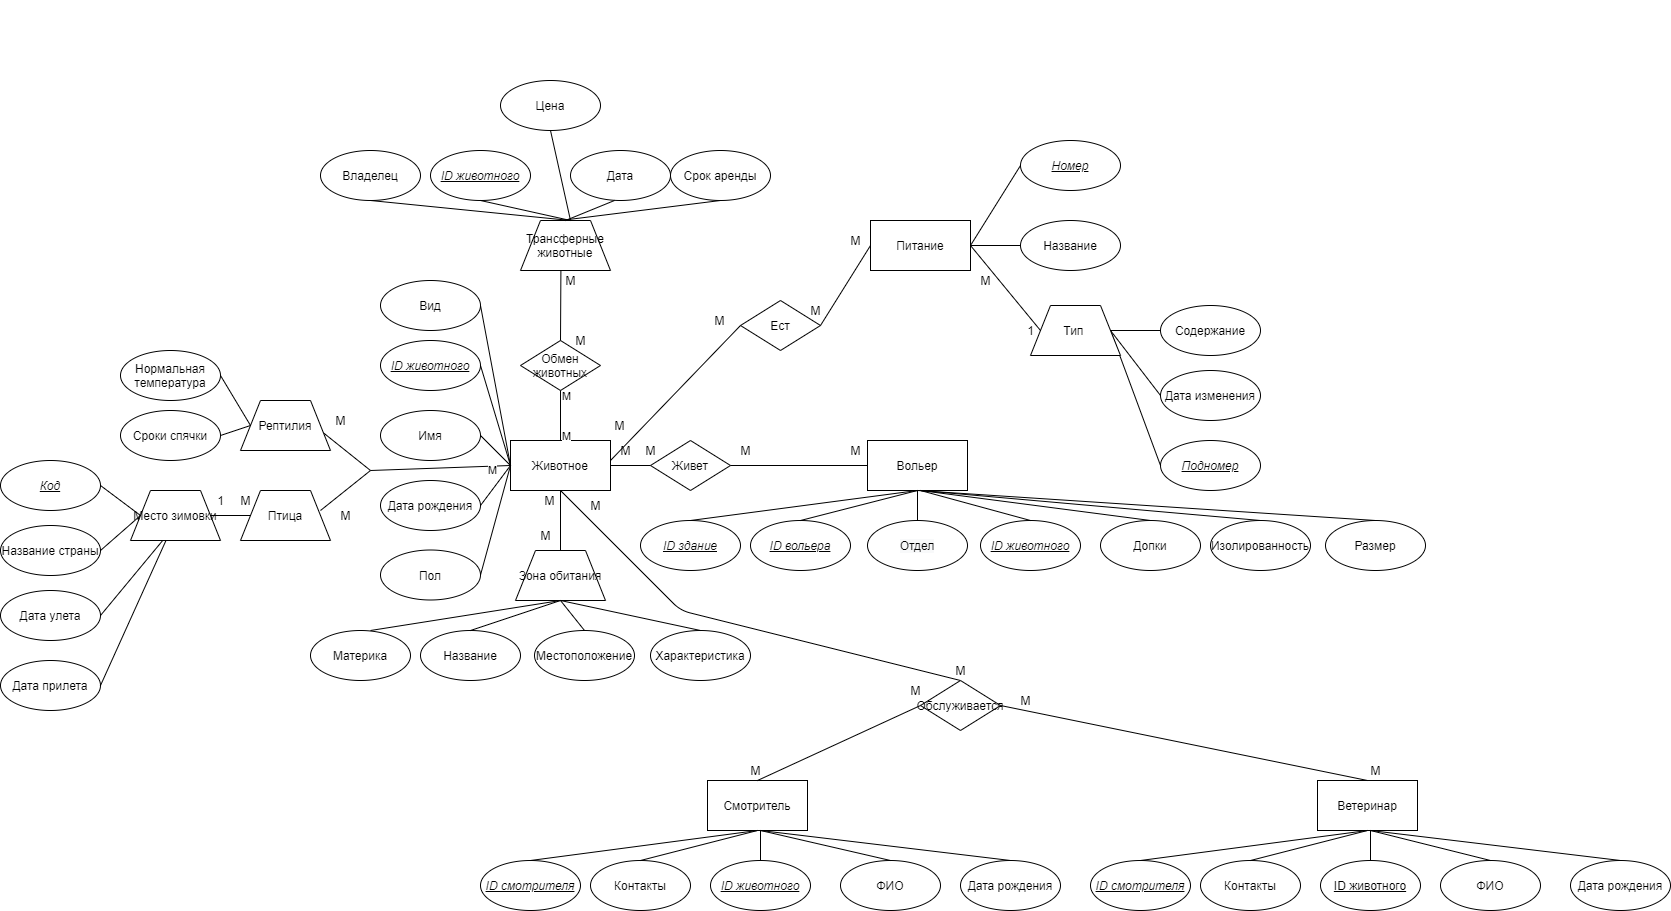 Цена
Владелец
ID животного
Дата
Срок аренды
Номер
Трансферные
животные
М
Питание
Название
М
М
Вид
М
Содержание
М
М
Ест
1
Тип
М
ID животного
Обмен
животных
Нормальная
температура
Дата изменения
М
М
М
Рептилия
Сроки спячки
Имя
М
М
М
М
М
Животное
Живет
Вольер
Подномер
М
Код
1
М
М
М
Место зимовки
Птица
М
Дата рождения
М
ID здание
ID вольера
Отдел
ID животного
Допки
Изолированность
Размер
Название страны
Пол
Зона обитания
Дата улета
Материка
Название
Местоположение
Характеристика
М
Дата прилета
М
М
Обслуживается
М
М
Смотритель
Ветеринар
ID смотрителя
Контакты
ID животного
ФИО
Дата рождения
ID смотрителя
Контакты
ID животного
ФИО
Дата рождения